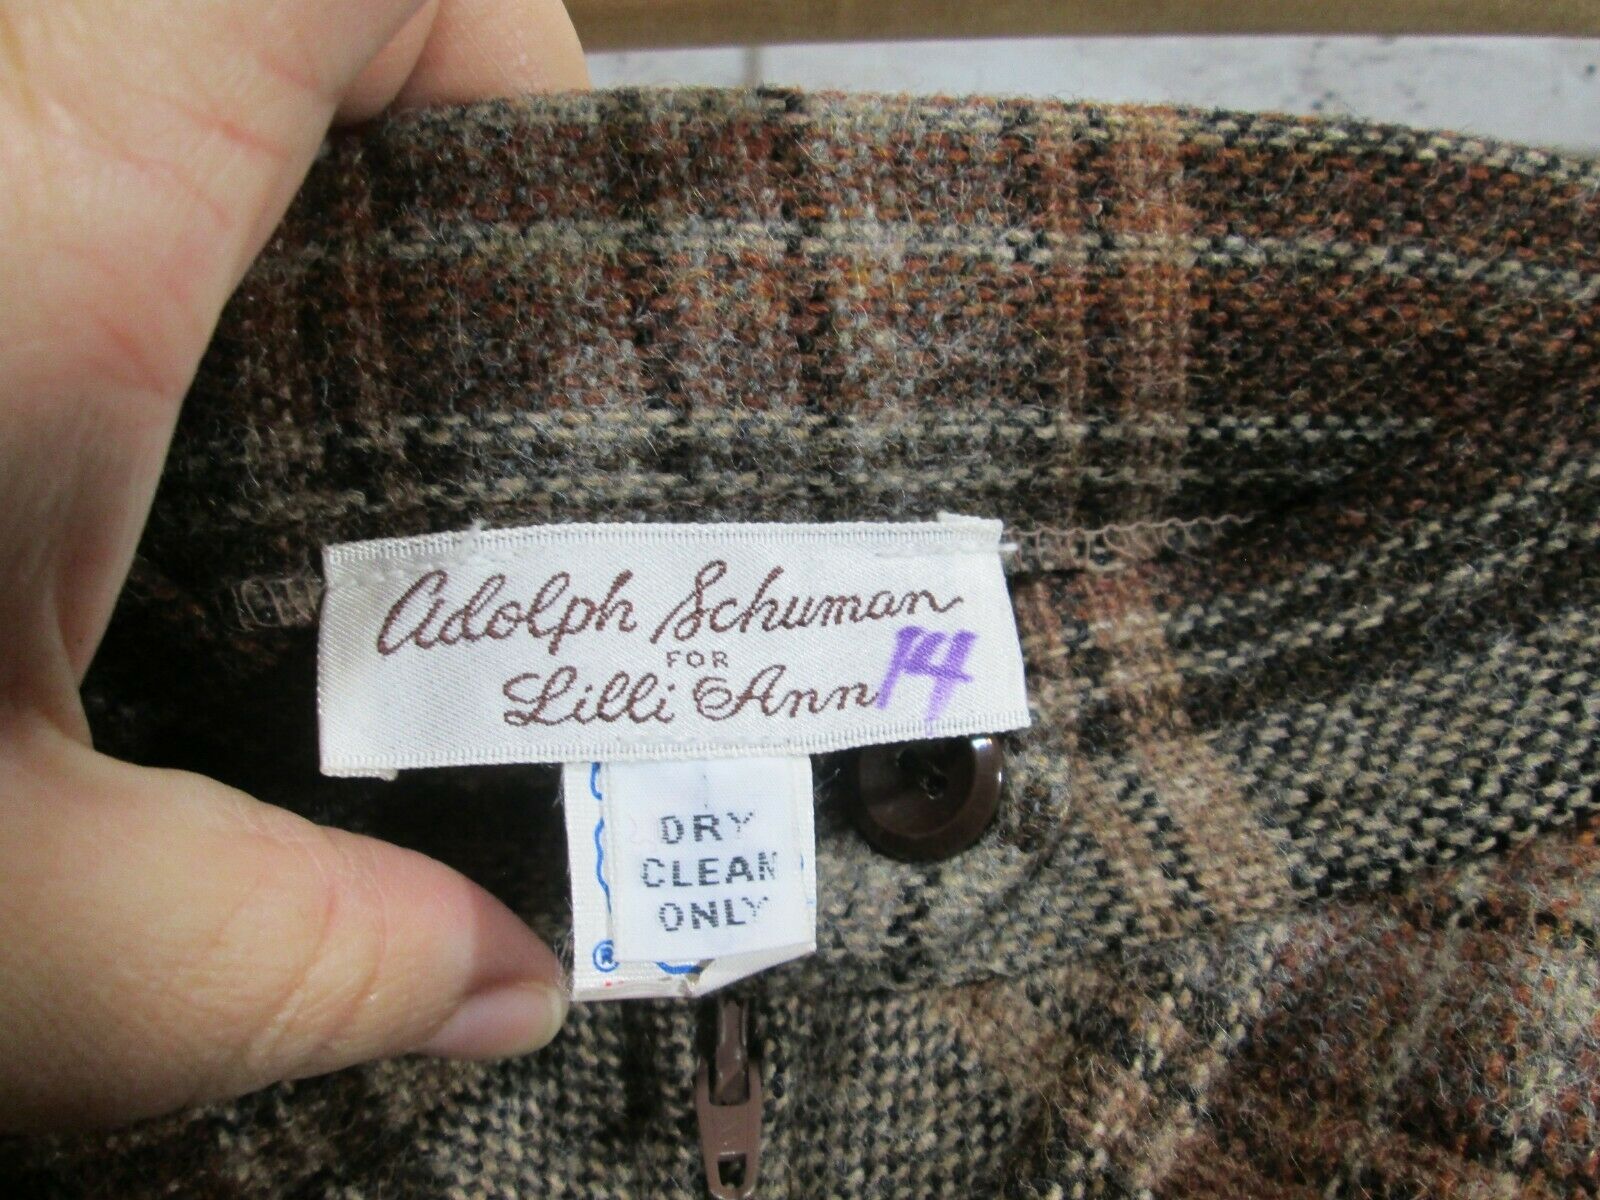 Adolph Schuman
FOR
Lilli Ann 14
DRY
CLEAN
ONLY
®